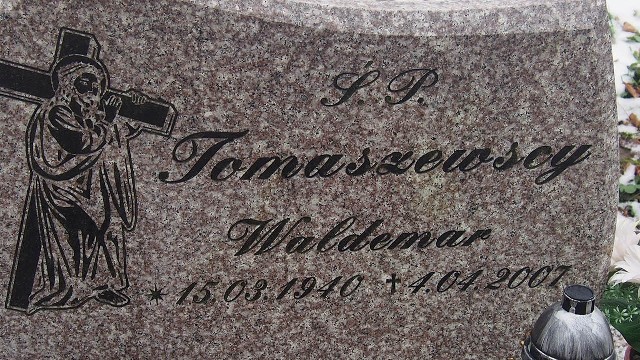 Ś.P.
Tomaszewscy
Waldemar
* 15.03.1940 † 4.04.2007